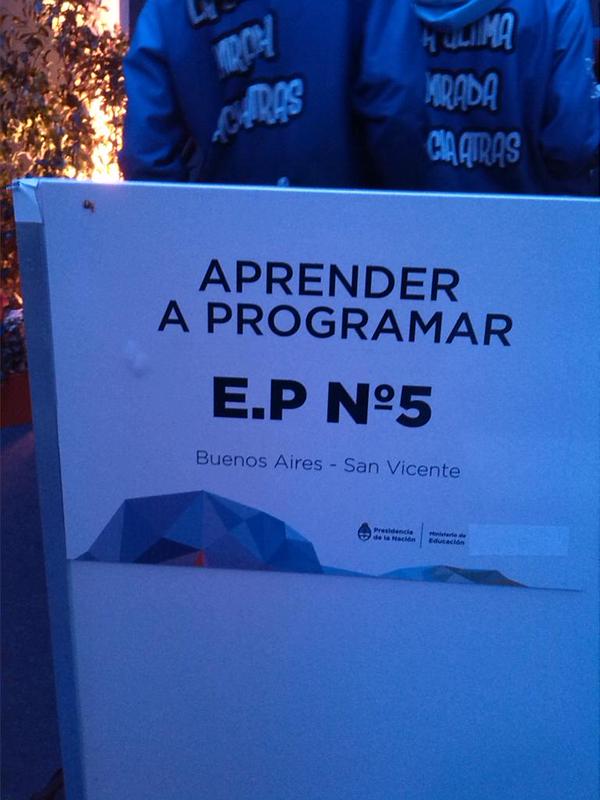 MIRADA
APRENDER
A PROGRAMAR
E.P Nº5
Buenos Aires - San Vicente
Presidencia
de la Nación
Ministerio de
Educación